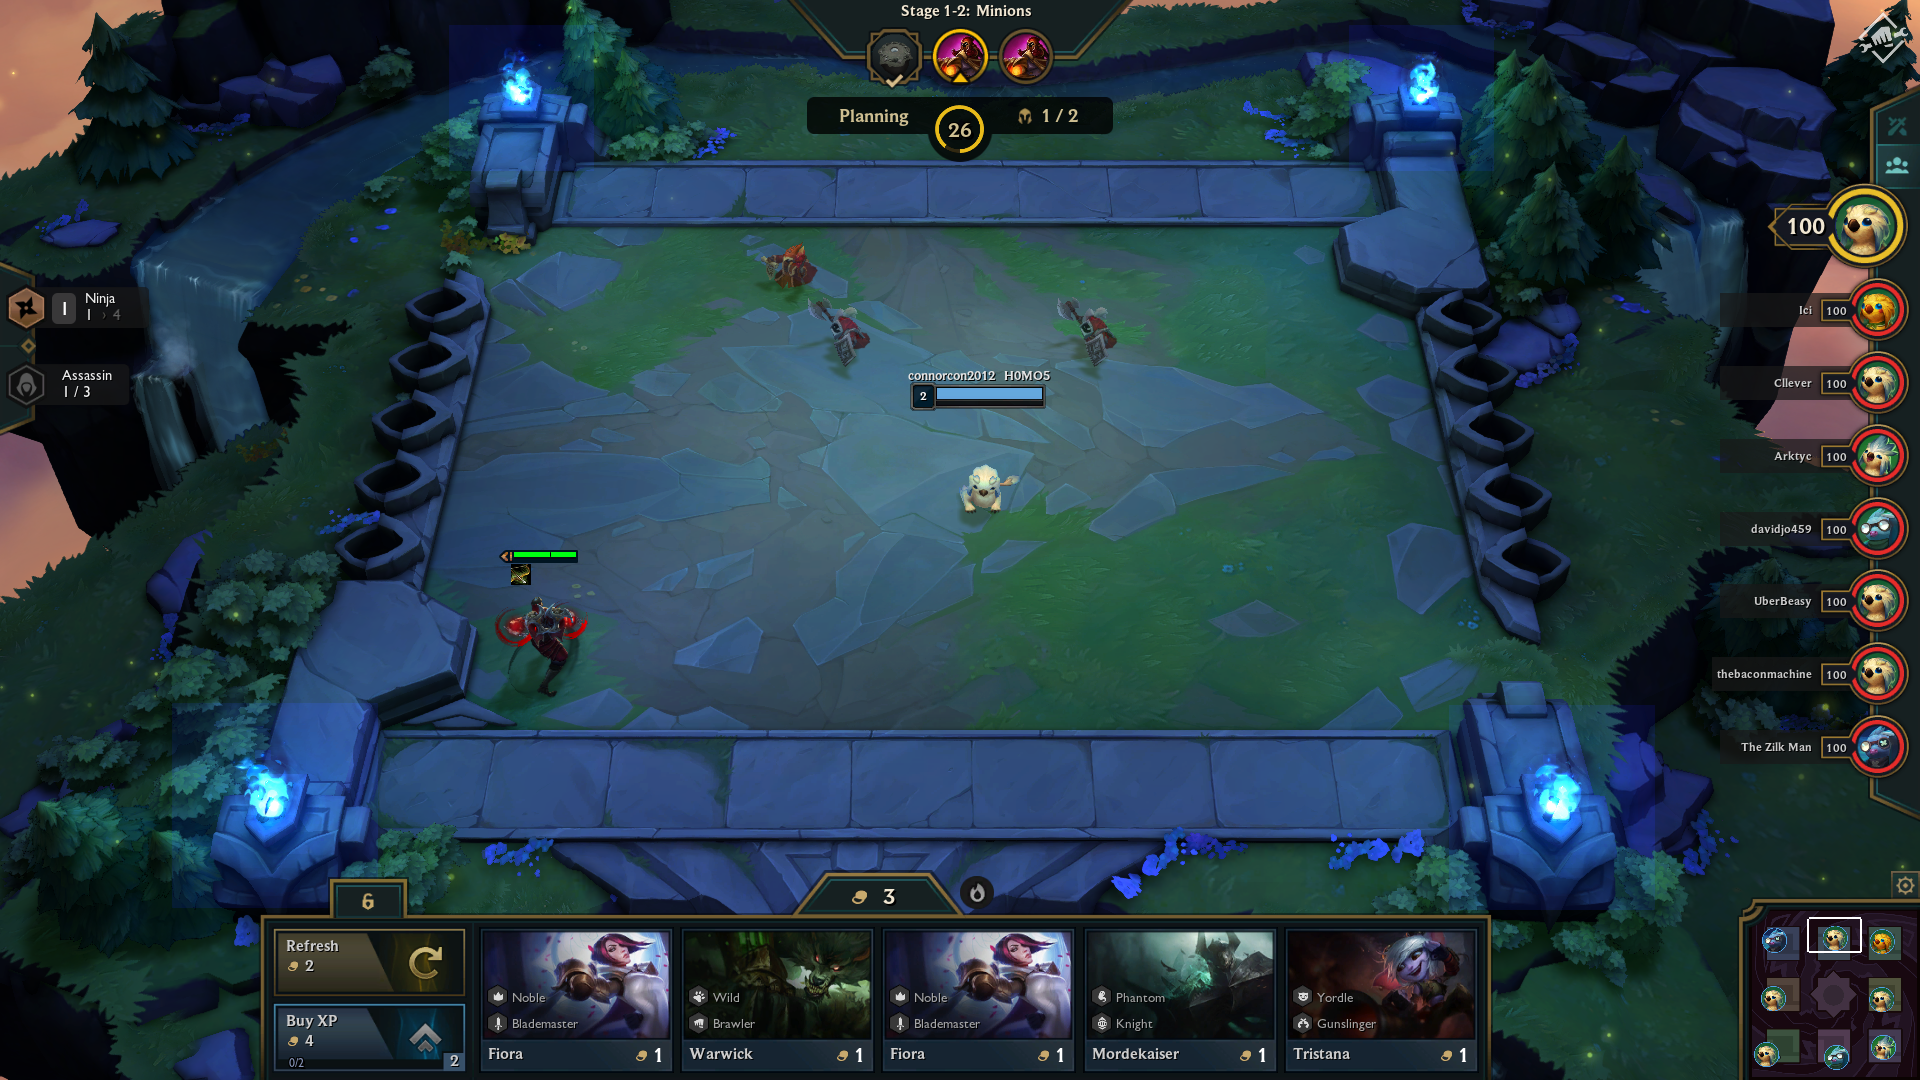 Stage 1-2: Minions
Planning
26
1 / 2
100
1
Ninja
1 › 4
Assassin
1 / 3
connorcon2012 H0MO5
2
Ici 100
Cllever 100
Arktyc 100
davidjo459 100
UberBeasy 100
thebaconmachine 100
The Zilk Man 100
6
3
Refresh
2
Buy XP
4
0/2
2
Noble
Blademaster
Fiora 1
Wild
Brawler
Warwick 1
Noble
Blademaster
Fiora 1
Phantom
Knight
Mordekaiser 1
Yordle
Gunslinger
Tristana 1